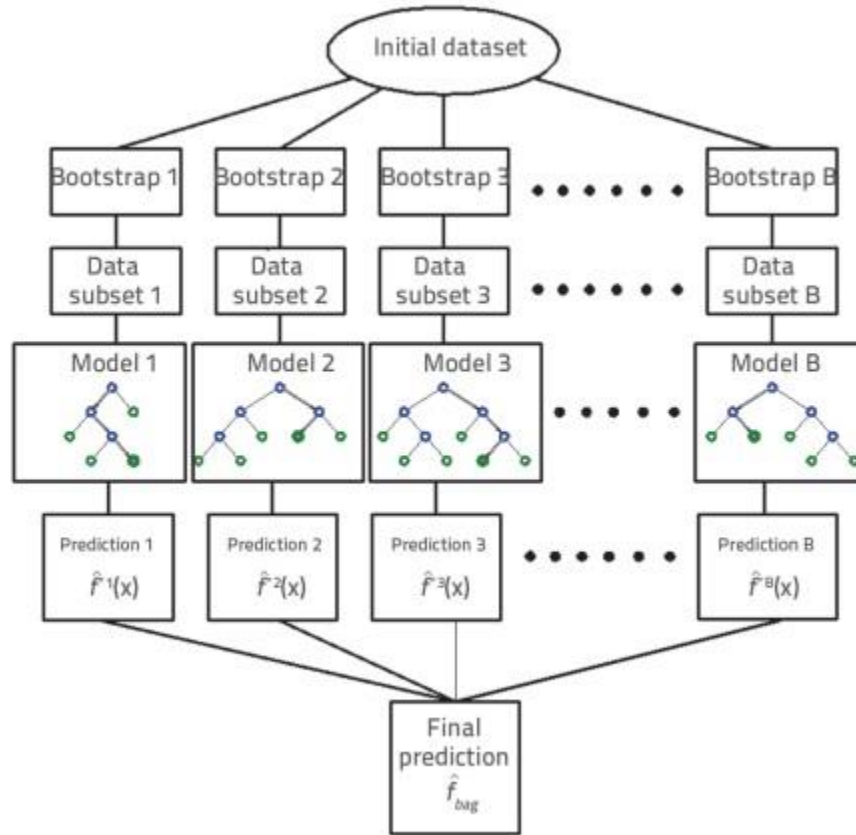 Initial dataset
Bootstrap 1
Bootstrap 2
Bootstrap 3
Bootstrap B
Data
subset 1
Data
subset 2
Data
subset 3
Data
subset B
Model 1
Model 2
Model 3
Model B
Prediction 1
f̂ ¹(x)
Prediction 2
f̂ ²(x)
Prediction 3
f̂ ³(x)
Prediction B
f̂ ᴮ(x)
Final
prediction
f̂bag